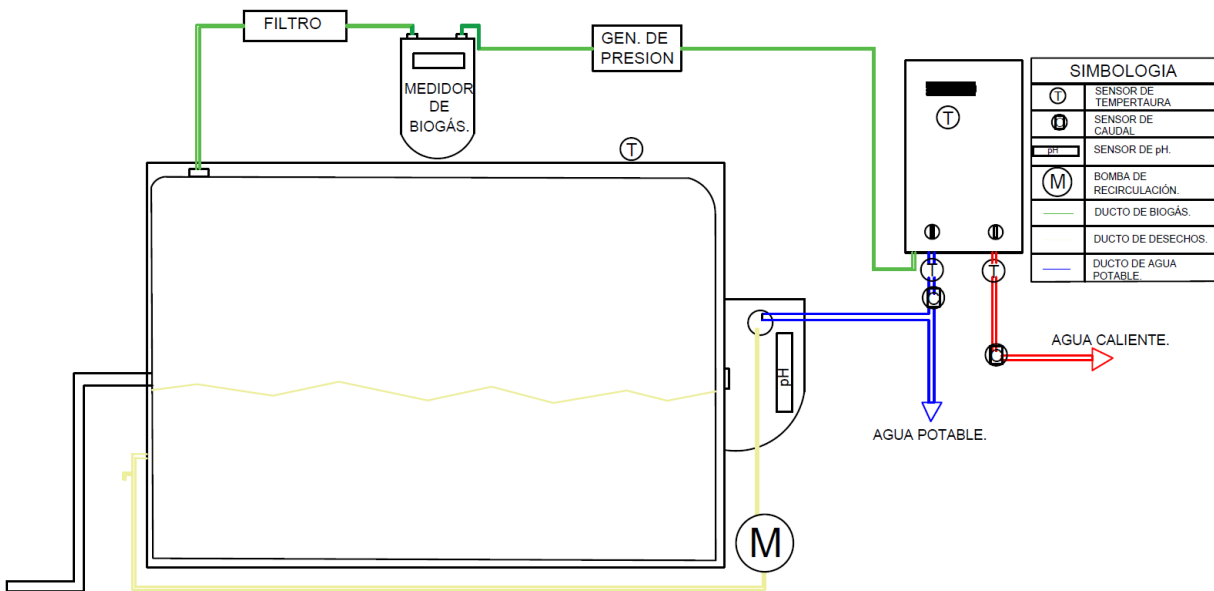 FILTRO
GEN. DE
PRESION
MEDIDOR
DE
BIOGÁS.
T
T
T
T
pH
M
AGUA CALIENTE.
AGUA POTABLE.
SIMBOLOGIA
T
SENSOR DE
TEMPERTAURA
SENSOR DE
CAUDAL
pH
SENSOR DE pH.
M
BOMBA DE
RECIRCULACIÓN.
DUCTO DE BIOGÁS.
DUCTO DE DESECHOS.
DUCTO DE AGUA
POTABLE.